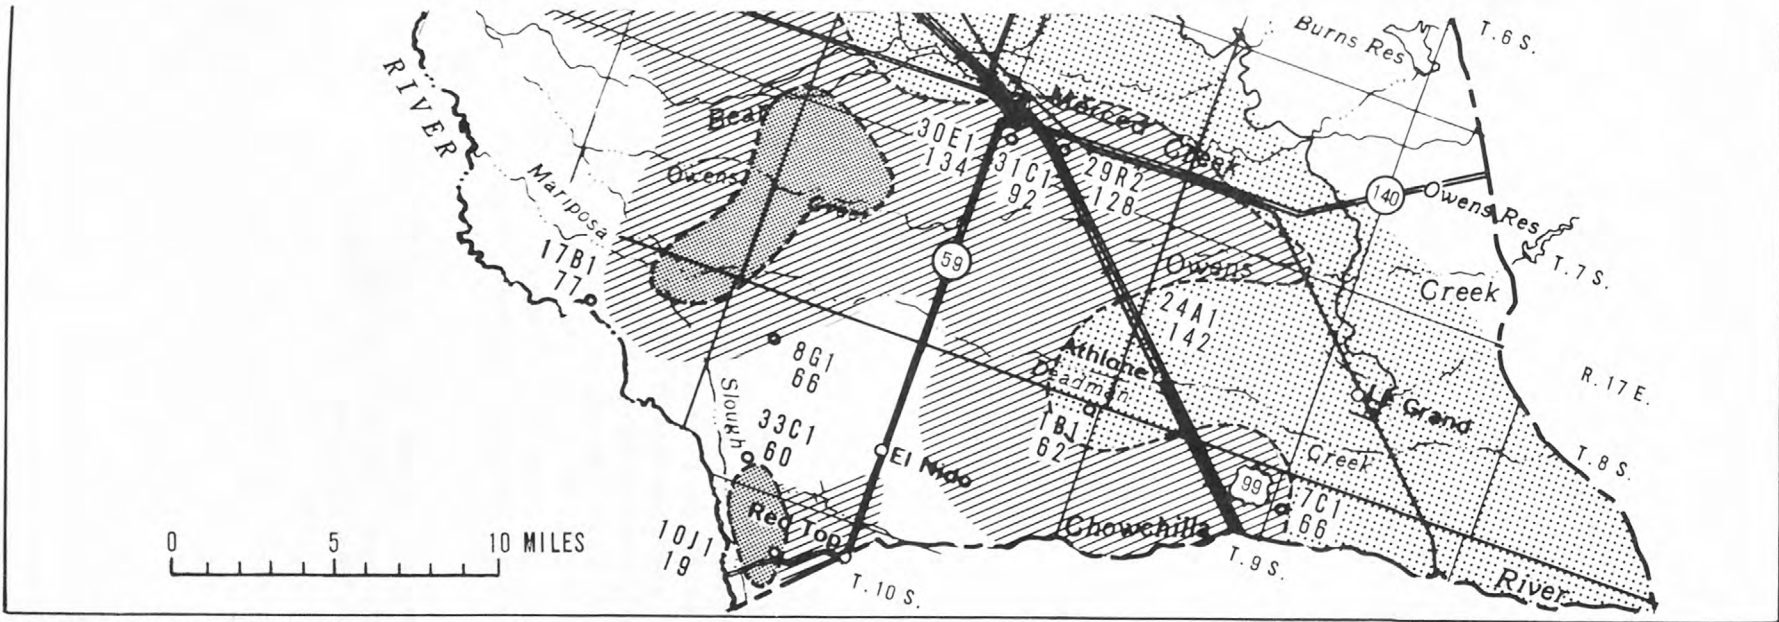 Burns Res
T.6 S.
RIVER
Bear
Merced
Creek
30E1
134
31C1
92
29R2
128
140
Owens Res
Mariposa
Owens
Creek
17B1
77
59
Owens
Creek
T.7 S.
24A1
142
8G1
66
Athlone
Deadman
Slough
R.17 E.
Le Grand
33C1
60
1B1
62
Creek
T.8 S.
El Nido
99
7C1
166
Red Top
Chowchilla
River
10J1
19
T.9 S.
T.10 S.
0 5 10 MILES